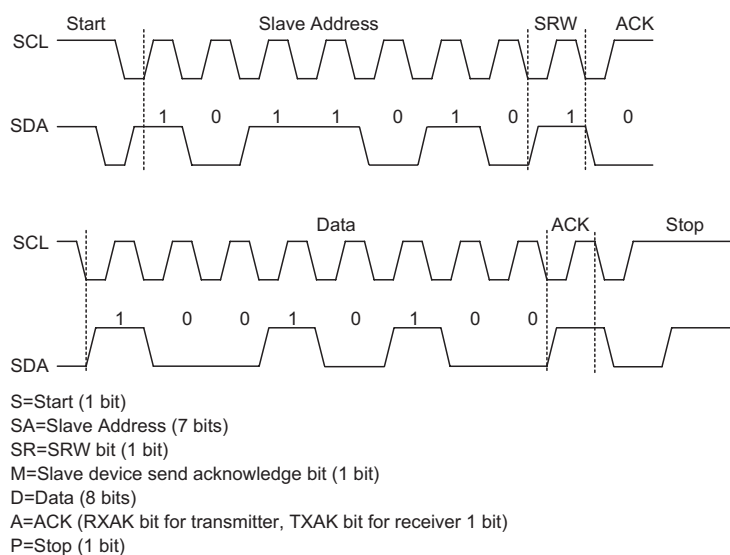 Start Slave Address SRW ACK
SCL
1 0 1 1 0 1 0 1 0
SDA
Data ACK Stop
SCL
1 0 0 1 0 1 0 0
SDA
S=Start (1 bit)
SA=Slave Address (7 bits)
SR=SRW bit (1 bit)
M=Slave device send acknowledge bit (1 bit)
D=Data (8 bits)
A=ACK (RXAK bit for transmitter, TXAK bit for receiver 1 bit)
P=Stop (1 bit)